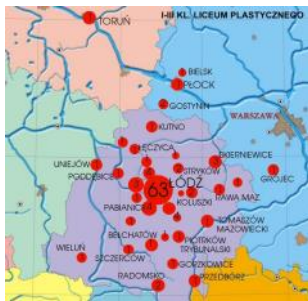 I-III KL. LICEUM PLASTYCZNEGO
TORUŃ
BIELSK
PŁOCK
GOSTYNIN
WARSZAWA
KUTNO
ŁĘCZYCA
SKIERNIEWICE
UNIEJÓW
STRYKÓW
GRÓJEC
PODDĘBICE
ŁÓDŹ
63
RAWA MAZ.
KOLUSZKI
PABIANICE
TOMASZÓW
MAZOWIECKI
BEŁCHATÓW
PIOTRKÓW
TRYBUNALSKI
WIELUŃ
SZCZERCÓW
GORZKOWICE
RADOMSKO
PRZEDBÓRZ